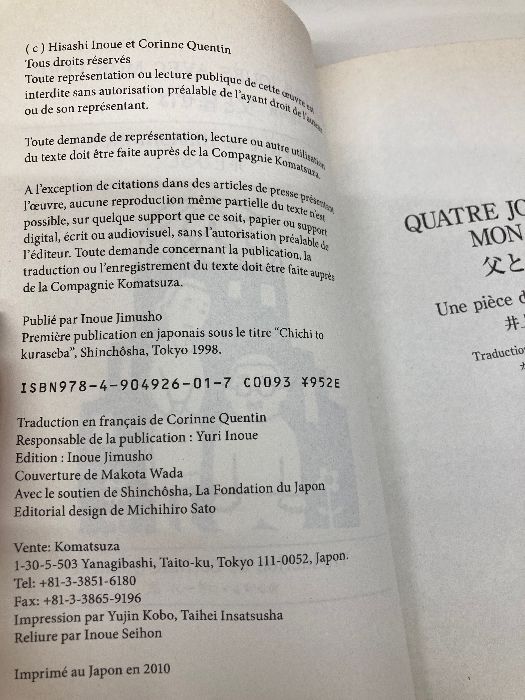 ( c ) Hisashi Inoue et Corinne Quentin
Tous droits réservés
Toute représentation ou lecture publique de cette œuvre est
interdite sans autorisation préalable de l'ayant droit de l'auteur
ou de son représentant.
Toute demande de représentation, lecture ou autre utilisation
du texte doit être faite auprès de la Compagnie Komatsuza.
A l'exception de citations dans des articles de presse présentant
l'œuvre, aucune reproduction même partielle du texte n'est
possible, sur quelque support que ce soit, papier ou support
digital, écrit ou audiovisuel, sans l'autorisation préalable de
l'éditeur. Toute demande concernant la publication, la
traduction ou l'enregistrement du texte doit être faite auprès
de la Compagnie Komatsuza.
Publié par Inoue Jimusho
Première publication en japonais sous le titre “Chichi to
kuraseba”, Shinchôsha, Tokyo 1998.
ISBN978-4-904926-01-7 C0093 ¥952E
Traduction en français de Corinne Quentin
Responsable de la publication : Yuri Inoue
Edition : Inoue Jimusho
Couverture de Makota Wada
Avec le soutien de Shinchôsha, La Fondation du Japon
Editorial design de Michihiro Sato
Vente: Komatsuza
1-30-5-503 Yanagibashi, Taito-ku, Tokyo 111-0052, Japon.
Tel: +81-3-3851-6180
Fax: +81-3-3865-9196
Impression par Yujin Kobo, Taihei Insatsusha
Reliure par Inoue Seihon
Imprimé au Japon en 2010
QUATRE JO
MON
父と
Une pièce d
井
Traduction